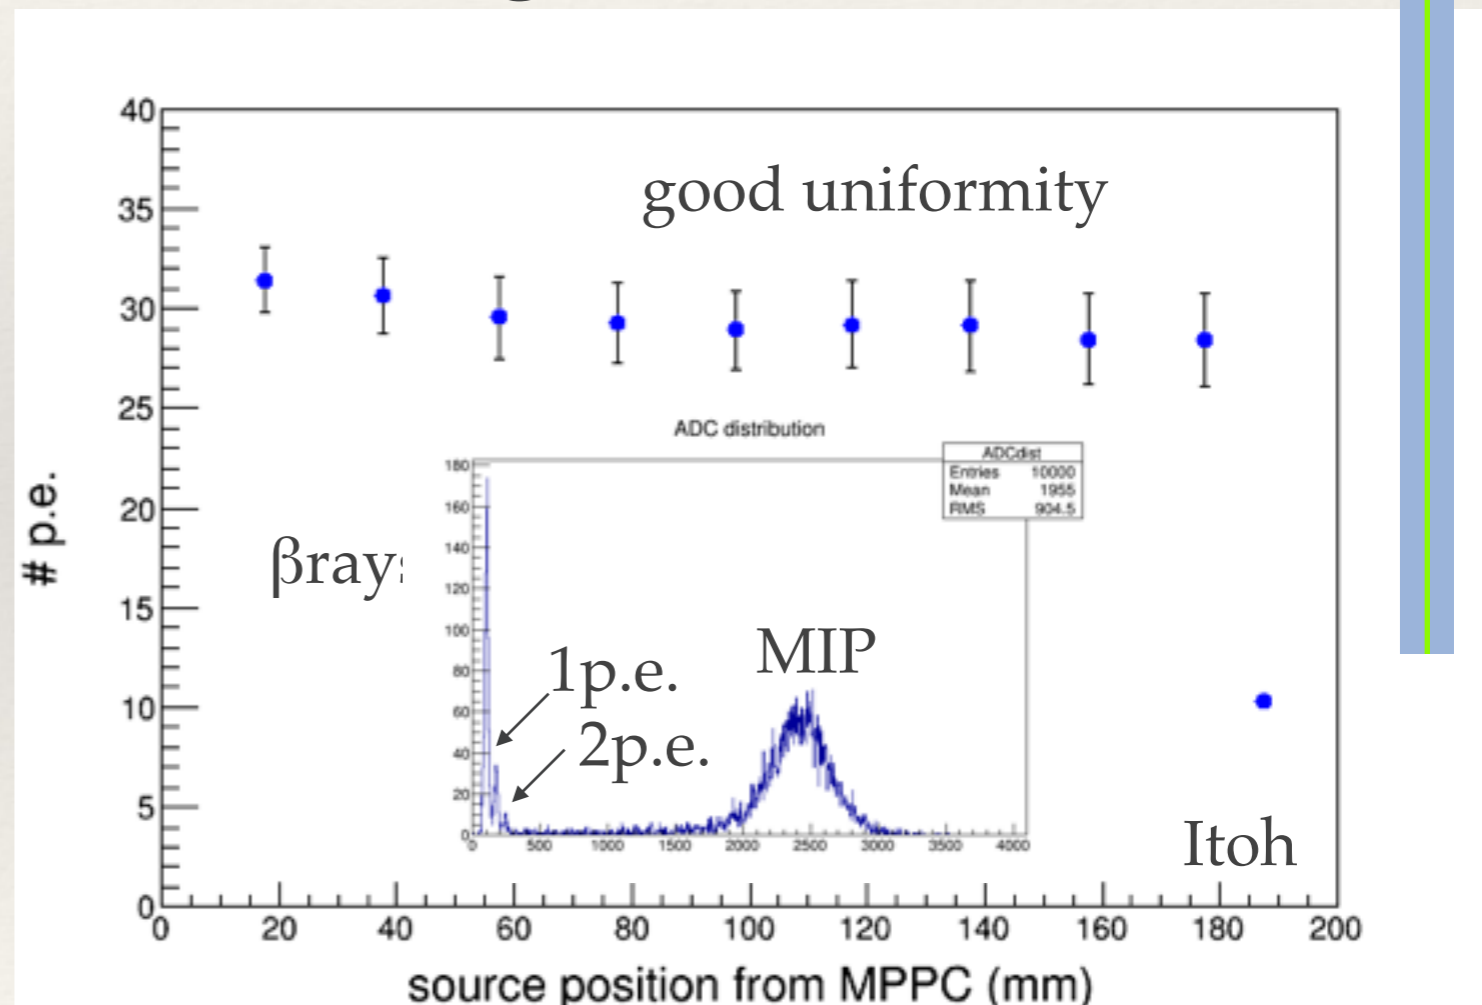 40
good uniformity
35
30
25
ADC distribution
ADCdist
Entries 10000
Mean 1955
RMS 904.5
180
160
140
120
100
80
60
40
20
0
0 500 1000 1500 2000 2500 3000 3500 4000
MIP
1p.e.
2p.e.
# p.e.
20
βrays
15
10
5
0
Itoh
0 20 40 60 80 100 120 140 160 180 200
source position from MPPC (mm)